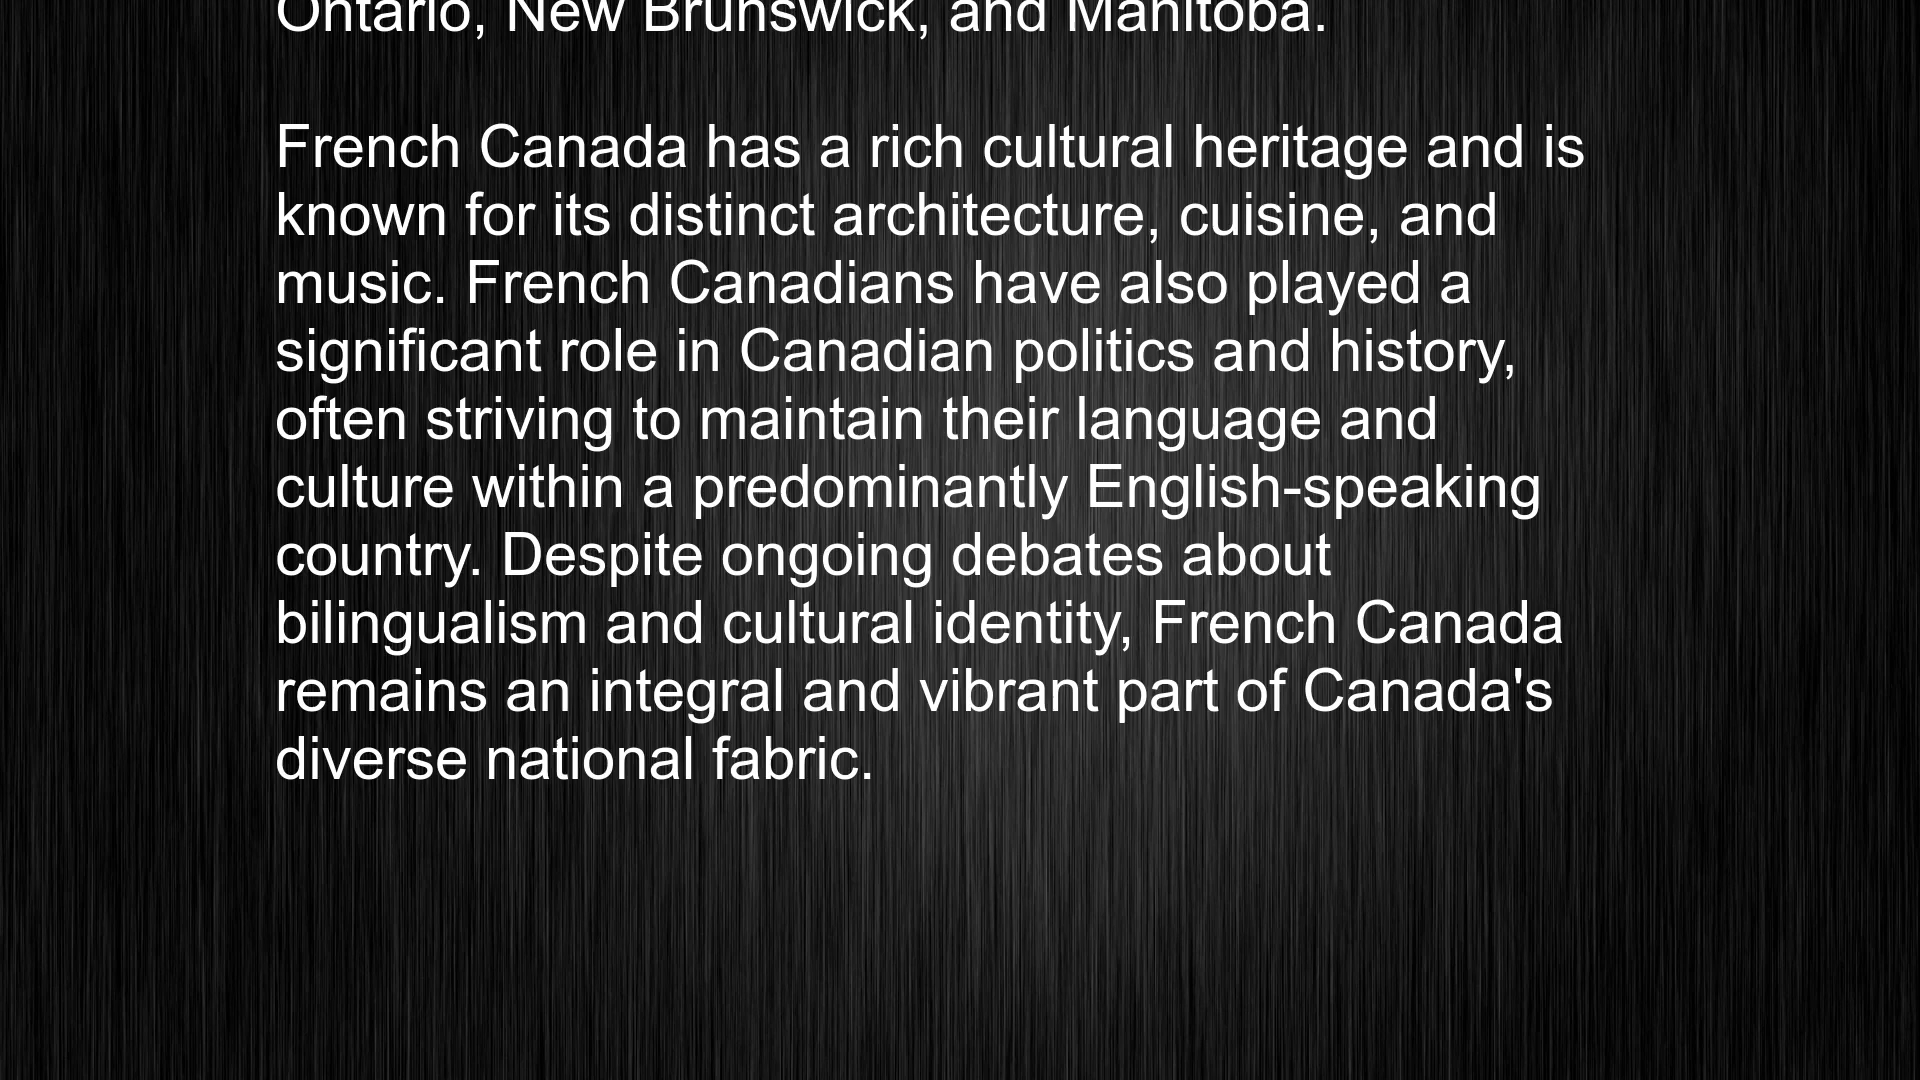 Ontario, New Brunswick, and Manitoba.
French Canada has a rich cultural heritage and is
known for its distinct architecture, cuisine, and
music. French Canadians have also played a
significant role in Canadian politics and history,
often striving to maintain their language and
culture within a predominantly English-speaking
country. Despite ongoing debates about
bilingualism and cultural identity, French Canada
remains an integral and vibrant part of Canada's
diverse national fabric.